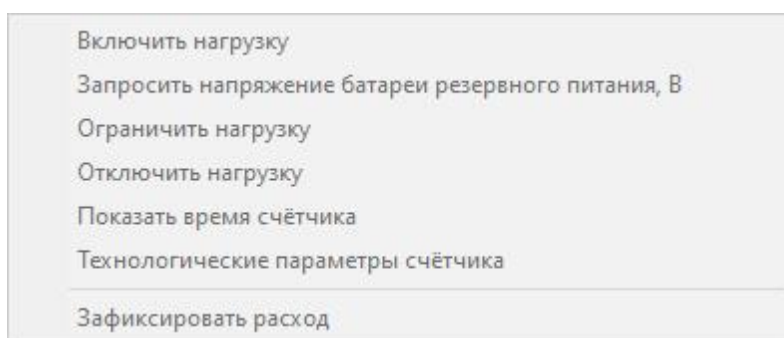 Включить нагрузку
Запросить напряжение батареи резервного питания, В
Ограничить нагрузку
Отключить нагрузку
Показать время счётчика
Технологические параметры счётчика
Зафиксировать расход